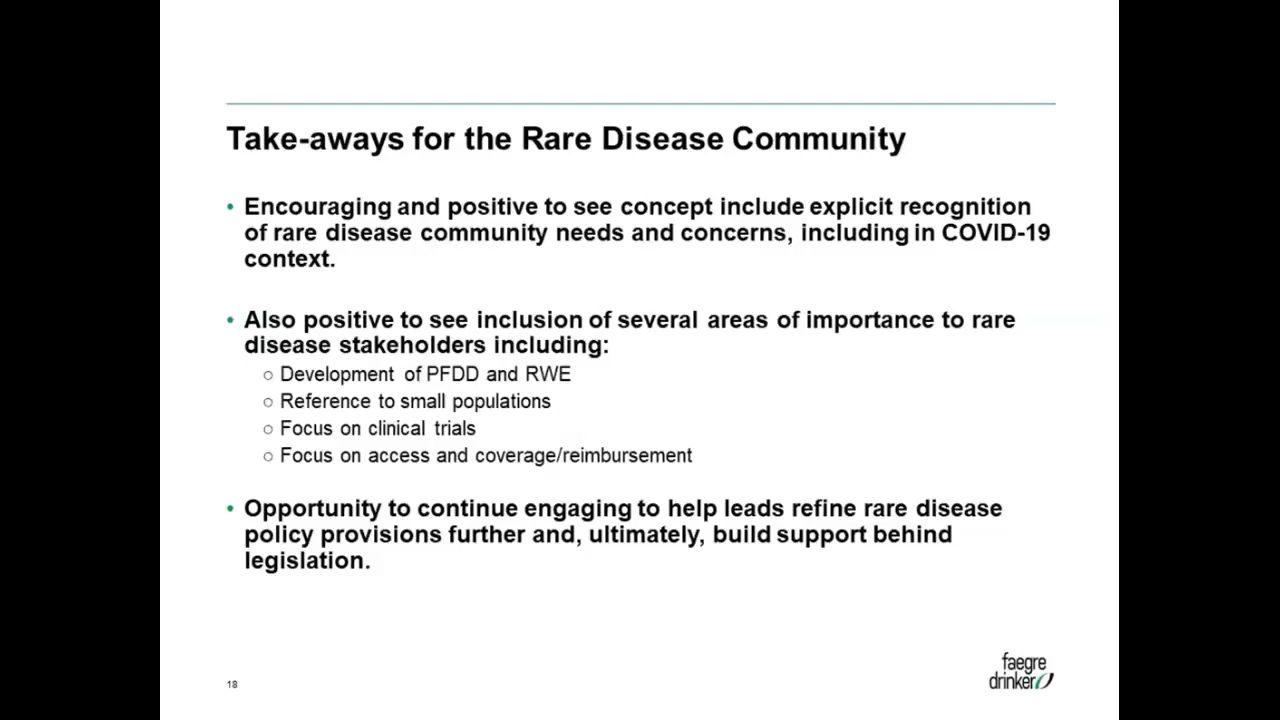 Take-aways for the Rare Disease Community
• Encouraging and positive to see concept include explicit recognition
of rare disease community needs and concerns, including in COVID-19
context.
• Also positive to see inclusion of several areas of importance to rare
disease stakeholders including:
○ Development of PFDD and RWE
○ Reference to small populations
○ Focus on clinical trials
○ Focus on access and coverage/reimbursement
• Opportunity to continue engaging to help leads refine rare disease
policy provisions further and, ultimately, build support behind
legislation.
18
faegre
drinker